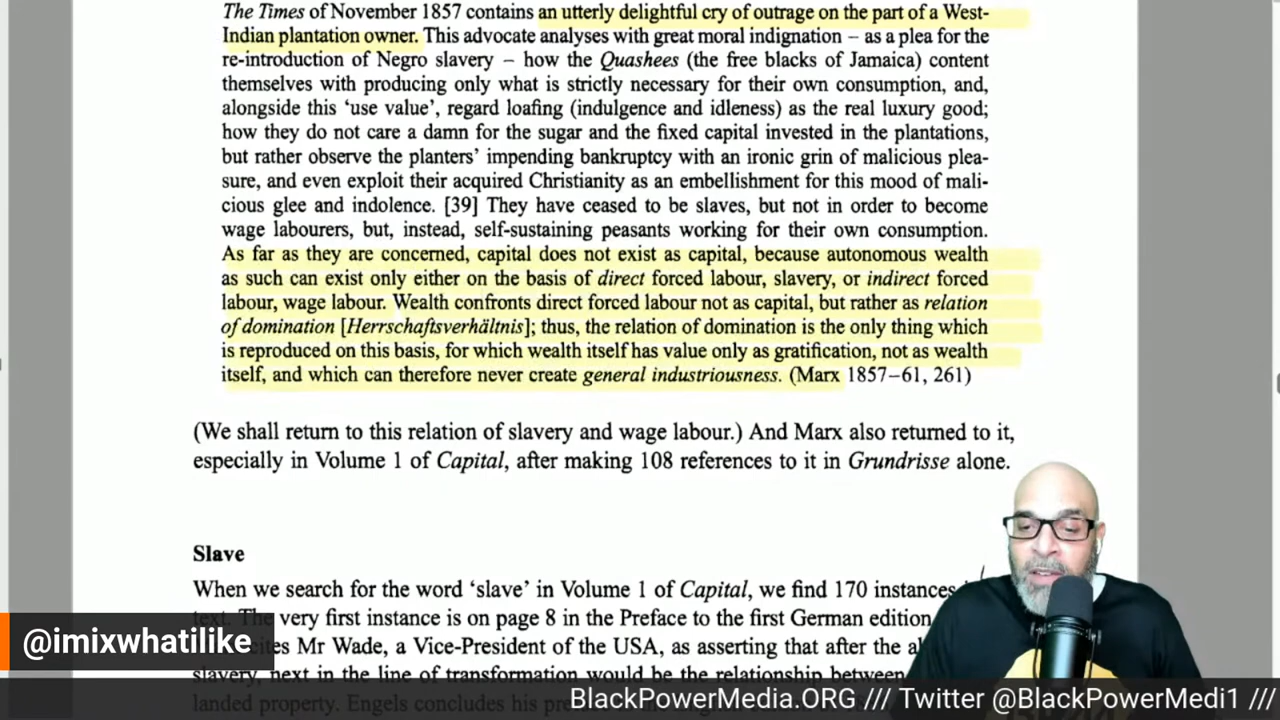 The Times of November 1857 contains an utterly delightful cry of outrage on the part of a West-
Indian plantation owner. This advocate analyses with great moral indignation – as a plea for the
re-introduction of Negro slavery – how the Quashees (the free blacks of Jamaica) content
themselves with producing only what is strictly necessary for their own consumption, and,
alongside this ‘use value’, regard loafing (indulgence and idleness) as the real luxury good;
how they do not care a damn for the sugar and the fixed capital invested in the plantations,
but rather observe the planters’ impending bankruptcy with an ironic grin of malicious plea-
sure, and even exploit their acquired Christianity as an embellishment for this mood of mali-
cious glee and indolence. [39] They have ceased to be slaves, but not in order to become
wage labourers, but, instead, self-sustaining peasants working for their own consumption.
As far as they are concerned, capital does not exist as capital, because autonomous wealth
as such can exist only either on the basis of direct forced labour, slavery, or indirect forced
labour, wage labour. Wealth confronts direct forced labour not as capital, but rather as relation
of domination [Herrschaftsverhältnis]; thus, the relation of domination is the only thing which
is reproduced on this basis, for which wealth itself has value only as gratification, not as wealth
itself, and which can therefore never create general industriousness. (Marx 1857–61, 261)
(We shall return to this relation of slavery and wage labour.) And Marx also returned to it,
especially in Volume 1 of Capital, after making 108 references to it in Grundrisse alone.
Slave
When we search for the word ‘slave’ in Volume 1 of Capital, we find 170 instances
text. The very first instance is on page 8 in the Preface to the first German edition
Mr Wade, a Vice-President of the USA, as asserting that after the
slavery, next in the line of transformation would be the relationship between
landed property. Engels concludes his
@imixwhatilike
BlackPowerMedia.ORG /// Twitter @BlackPowerMedi1 ///